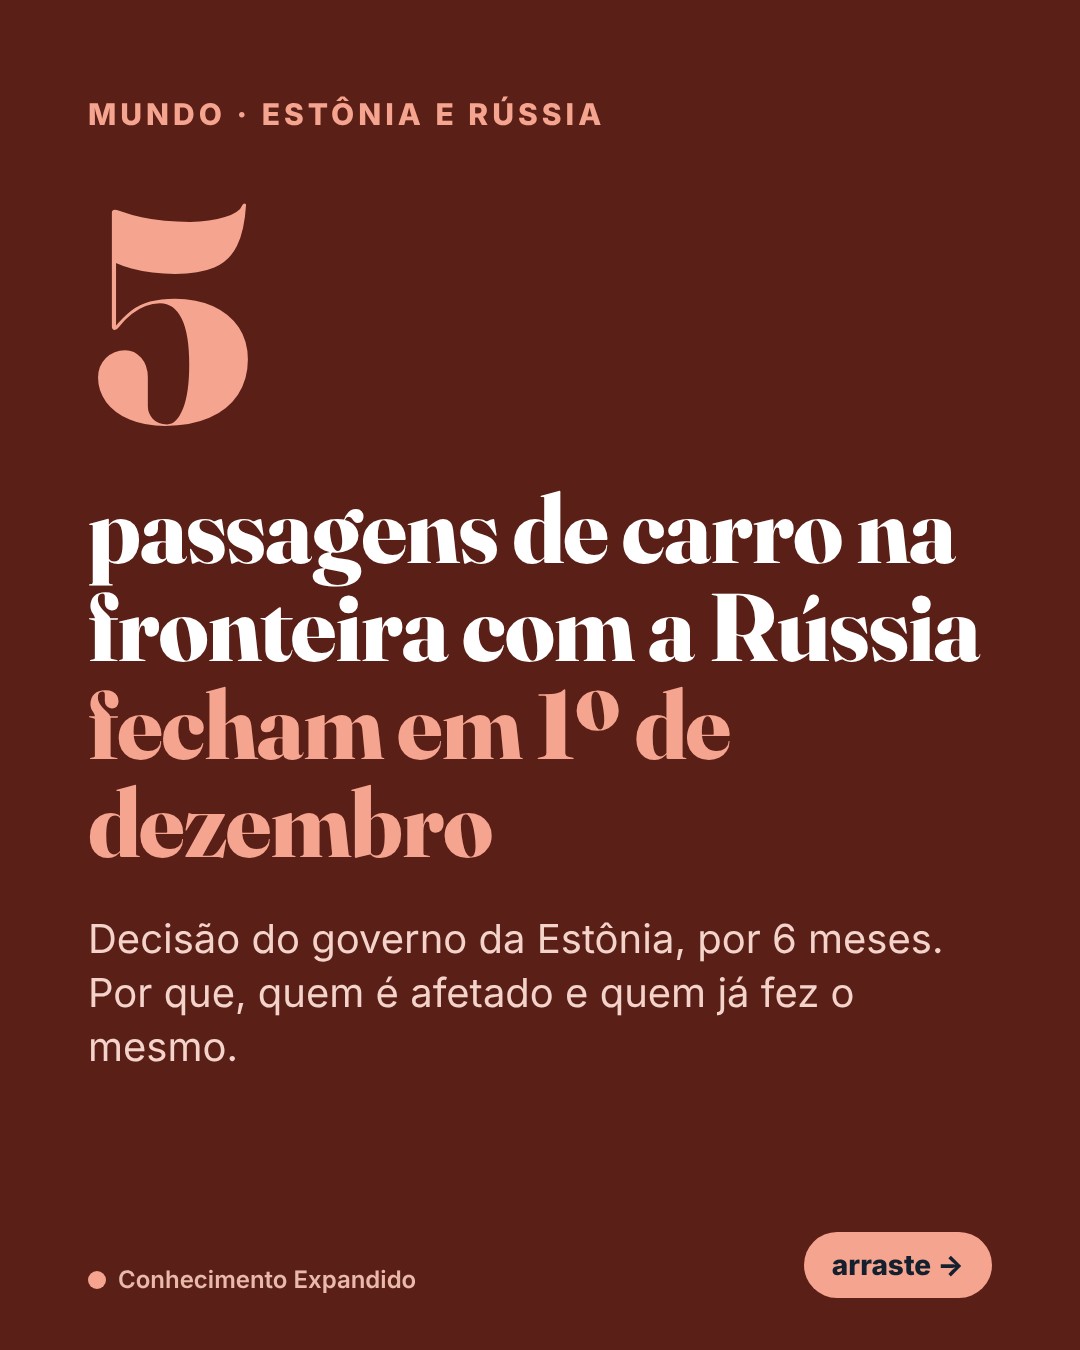 MUNDO · ESTÔNIA E RÚSSIA
5
passagens de carro na
fronteira com a Rússia
fecham em 1º de
dezembro
Decisão do governo da Estônia, por 6 meses.
Por que, quem é afetado e quem já fez o
mesmo.
Conhecimento Expandido
arraste →